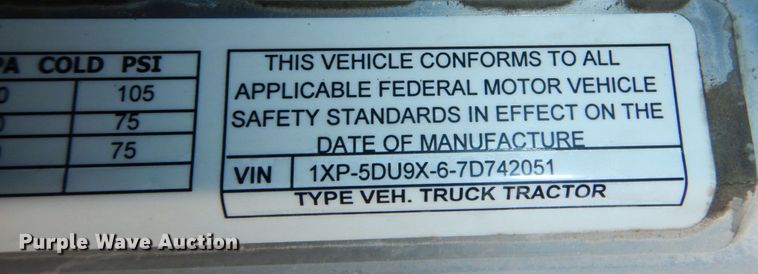 PA COLD PSI
0 105
75
75
THIS VEHICLE CONFORMS TO ALL
APPLICABLE FEDERAL MOTOR VEHICLE
SAFETY STANDARDS IN EFFECT ON THE
DATE OF MANUFACTURE
VIN 1XP-5DU9X-6-7D742051
TYPE VEH. TRUCK TRACTOR
Purple Wave Auction